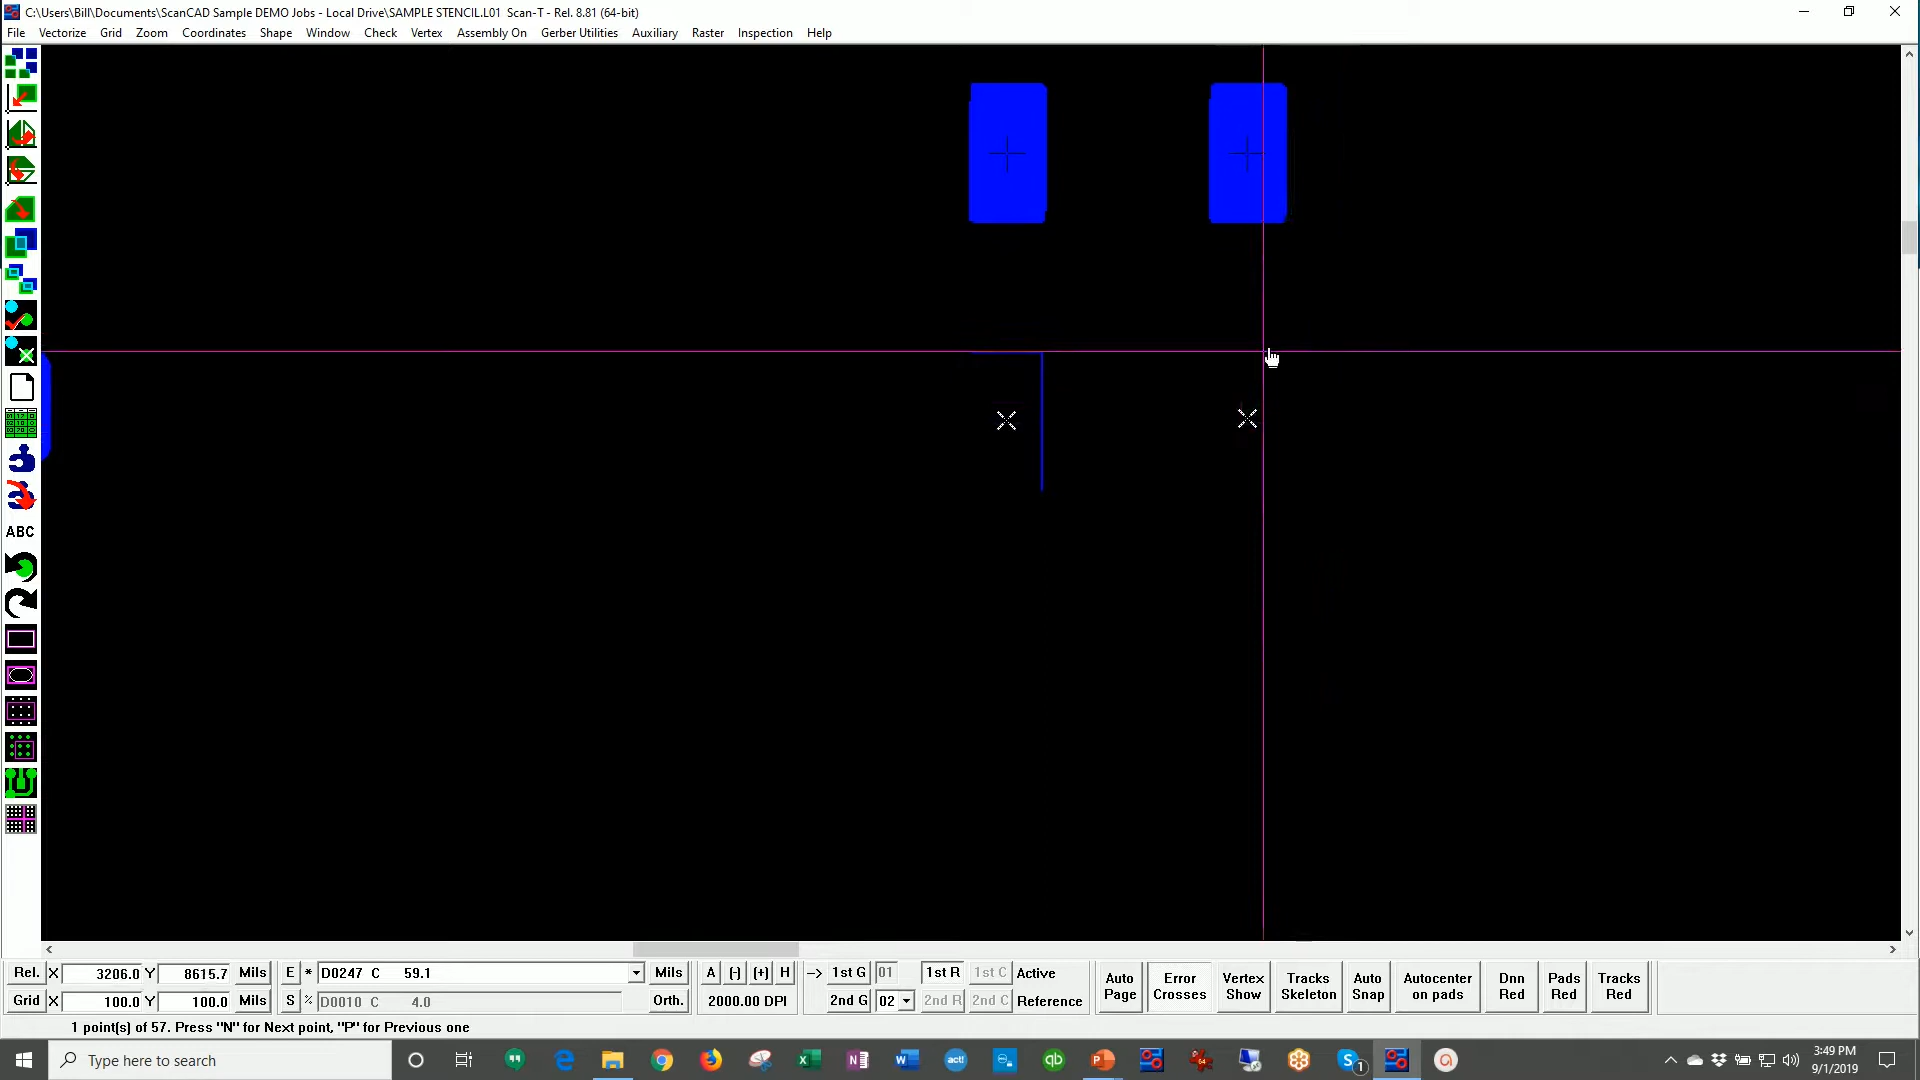 C:\Users\Bill\Documents\ScanCAD Sample DEMO Jobs - Local Drive\SAMPLE STENCIL.L01 Scan-T - Rel. 8.81 (64-bit)
File Vectorize Grid Zoom Coordinates Shape Window Check Vertex Assembly On Gerber Utilities Auxiliary Raster Inspection Help
ABC
Rel. X 3206.0 Y 8615.7 Mils E * D0247 C 59.1 Mils A (-) (+) H -> 1st G 01 1st R 1st C Active
Grid X 100.0 Y 100.0 Mils S % D0010 C 4.0 Orth. 2000.00 DPI 2nd G 02 2nd R 2nd C Reference
Auto Page Error Crosses Vertex Show Tracks Skeleton Auto Snap Autocenter on pads Dnn Red Pads Red Tracks Red
1 point(s) of 57. Press "N" for Next point, "P" for Previous one
Type here to search
act!
qb
1
3:49 PM
9/1/2019